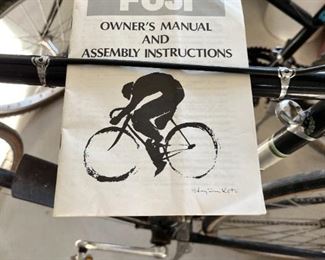 FUJI
OWNER'S MANUAL
AND
ASSEMBLY INSTRUCTIONS